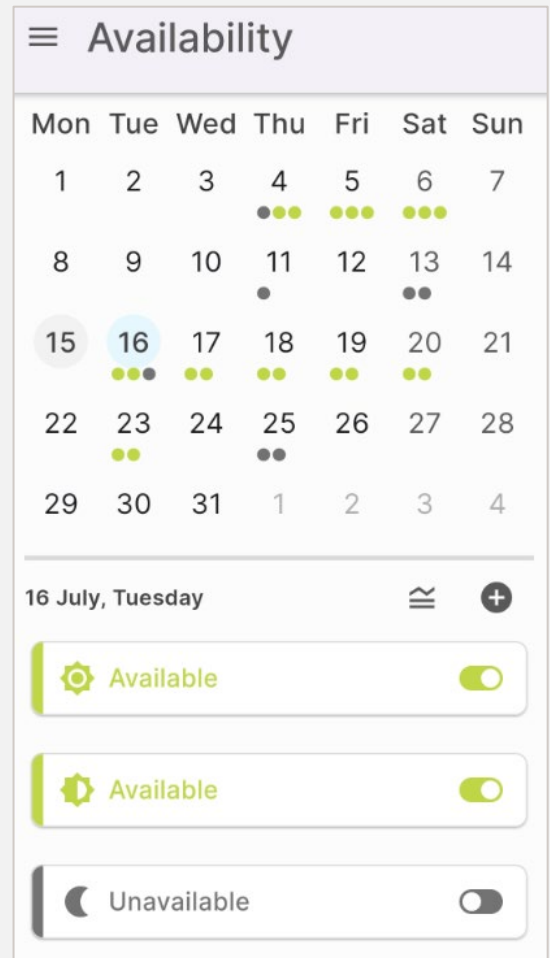 Availability
Mon Tue Wed Thu Fri Sat Sun
1 2 3 4 5 6 7
8 9 10 11 12 13 14
15 16 17 18 19 20 21
22 23 24 25 26 27 28
29 30 31 1 2 3 4
16 July, Tuesday
Available
Available
Unavailable